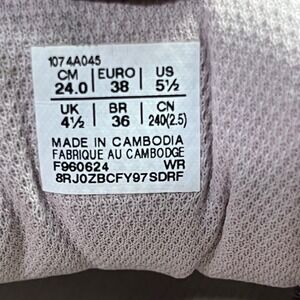 1074A045
CM EURO US
24.0 38 5½
UK BR CN
4½ 36 240(2.5)
MADE IN CAMBODIA
FABRIQUE AU CAMBODGE
F960624 WR
8RJ0ZBCFY97SDRF